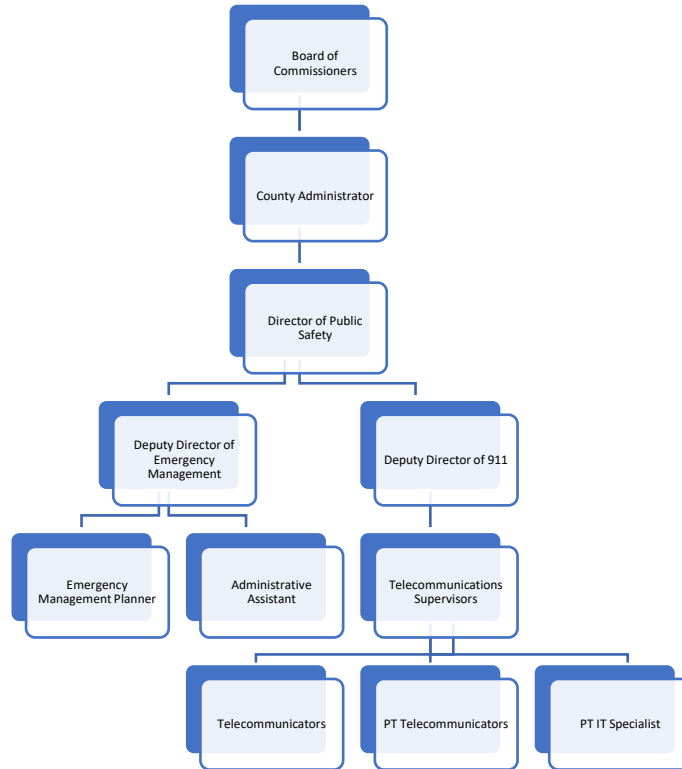 Board of
Commissioners
County Administrator
Director of Public
Safety
Deputy Director of
Emergency
Management
Deputy Director of 911
Emergency
Management Planner
Administrative
Assistant
Telecommunications
Supervisors
Telecommunicators
PT Telecommunicators
PT IT Specialist